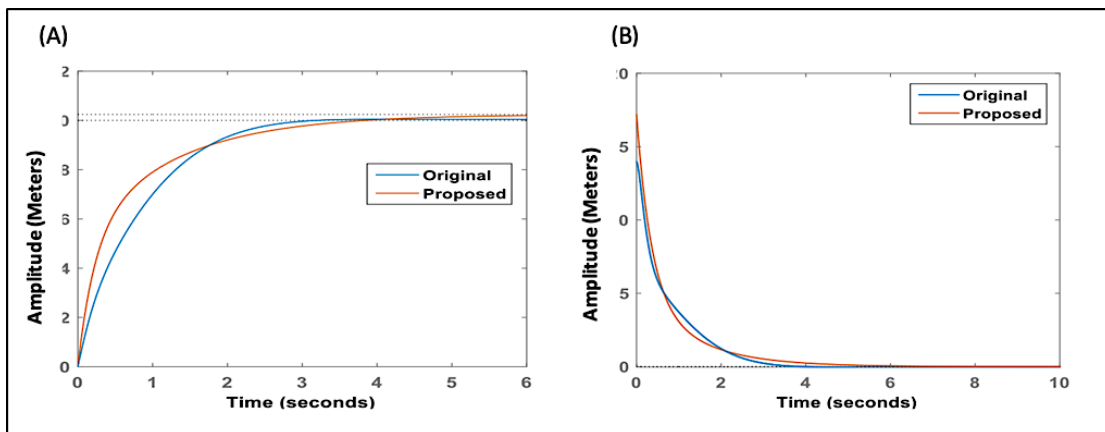 (A)
Amplitude (Meters)
2
0
8
6
4
2
0
Original
Proposed
0 1 2 3 4 5 6
Time (seconds)
(B)
Amplitude (Meters)
20
5
0
5
0
Original
Proposed
0 2 4 6 8 10
Time (seconds)